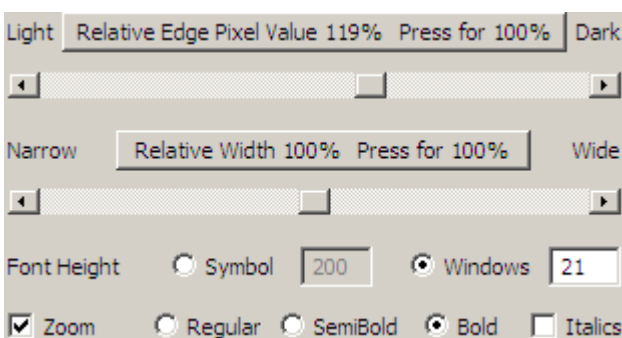 Light Relative Edge Pixel Value 119% Press for 100% Dark
Narrow Relative Width 100% Press for 100% Wide
Font Height Symbol 200 Windows 21
Zoom Regular SemiBold Bold Italics